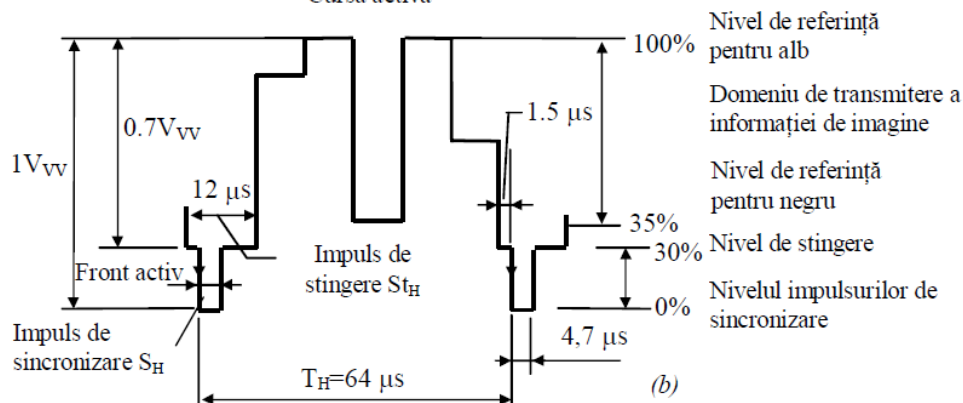 Cursa activă
Nivel de referință
pentru alb
100%
1.5 µs
Domeniu de transmitere a
informației de imagine
0.7V_VV
1V_VV
12 µs
Nivel de referință
pentru negru
35%
30%
Nivel de stingere
Front activ
Impuls de
stingere St_H
0%
Nivelul impulsurilor de
sincronizare
Impuls de
sincronizare S_H
4,7 µs
T_H=64 µs
(b)